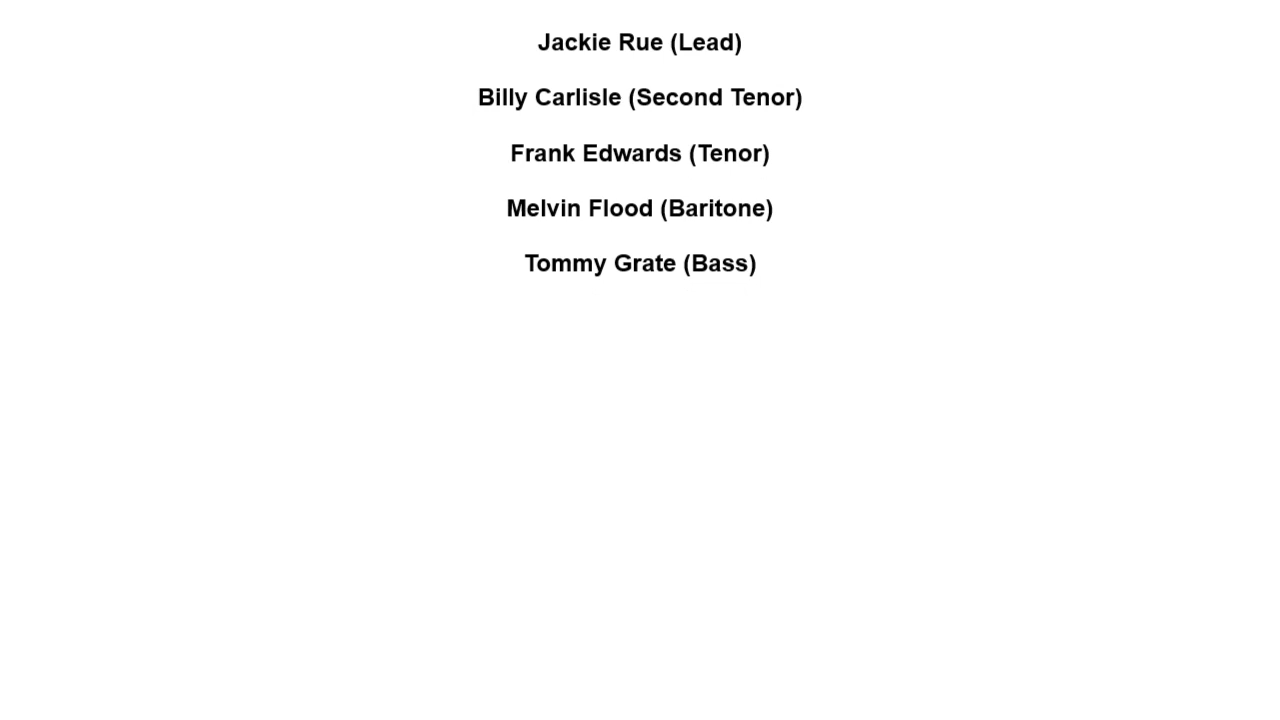 Jackie Rue (Lead)
Billy Carlisle (Second Tenor)
Frank Edwards (Tenor)
Melvin Flood (Baritone)
Tommy Grate (Bass)